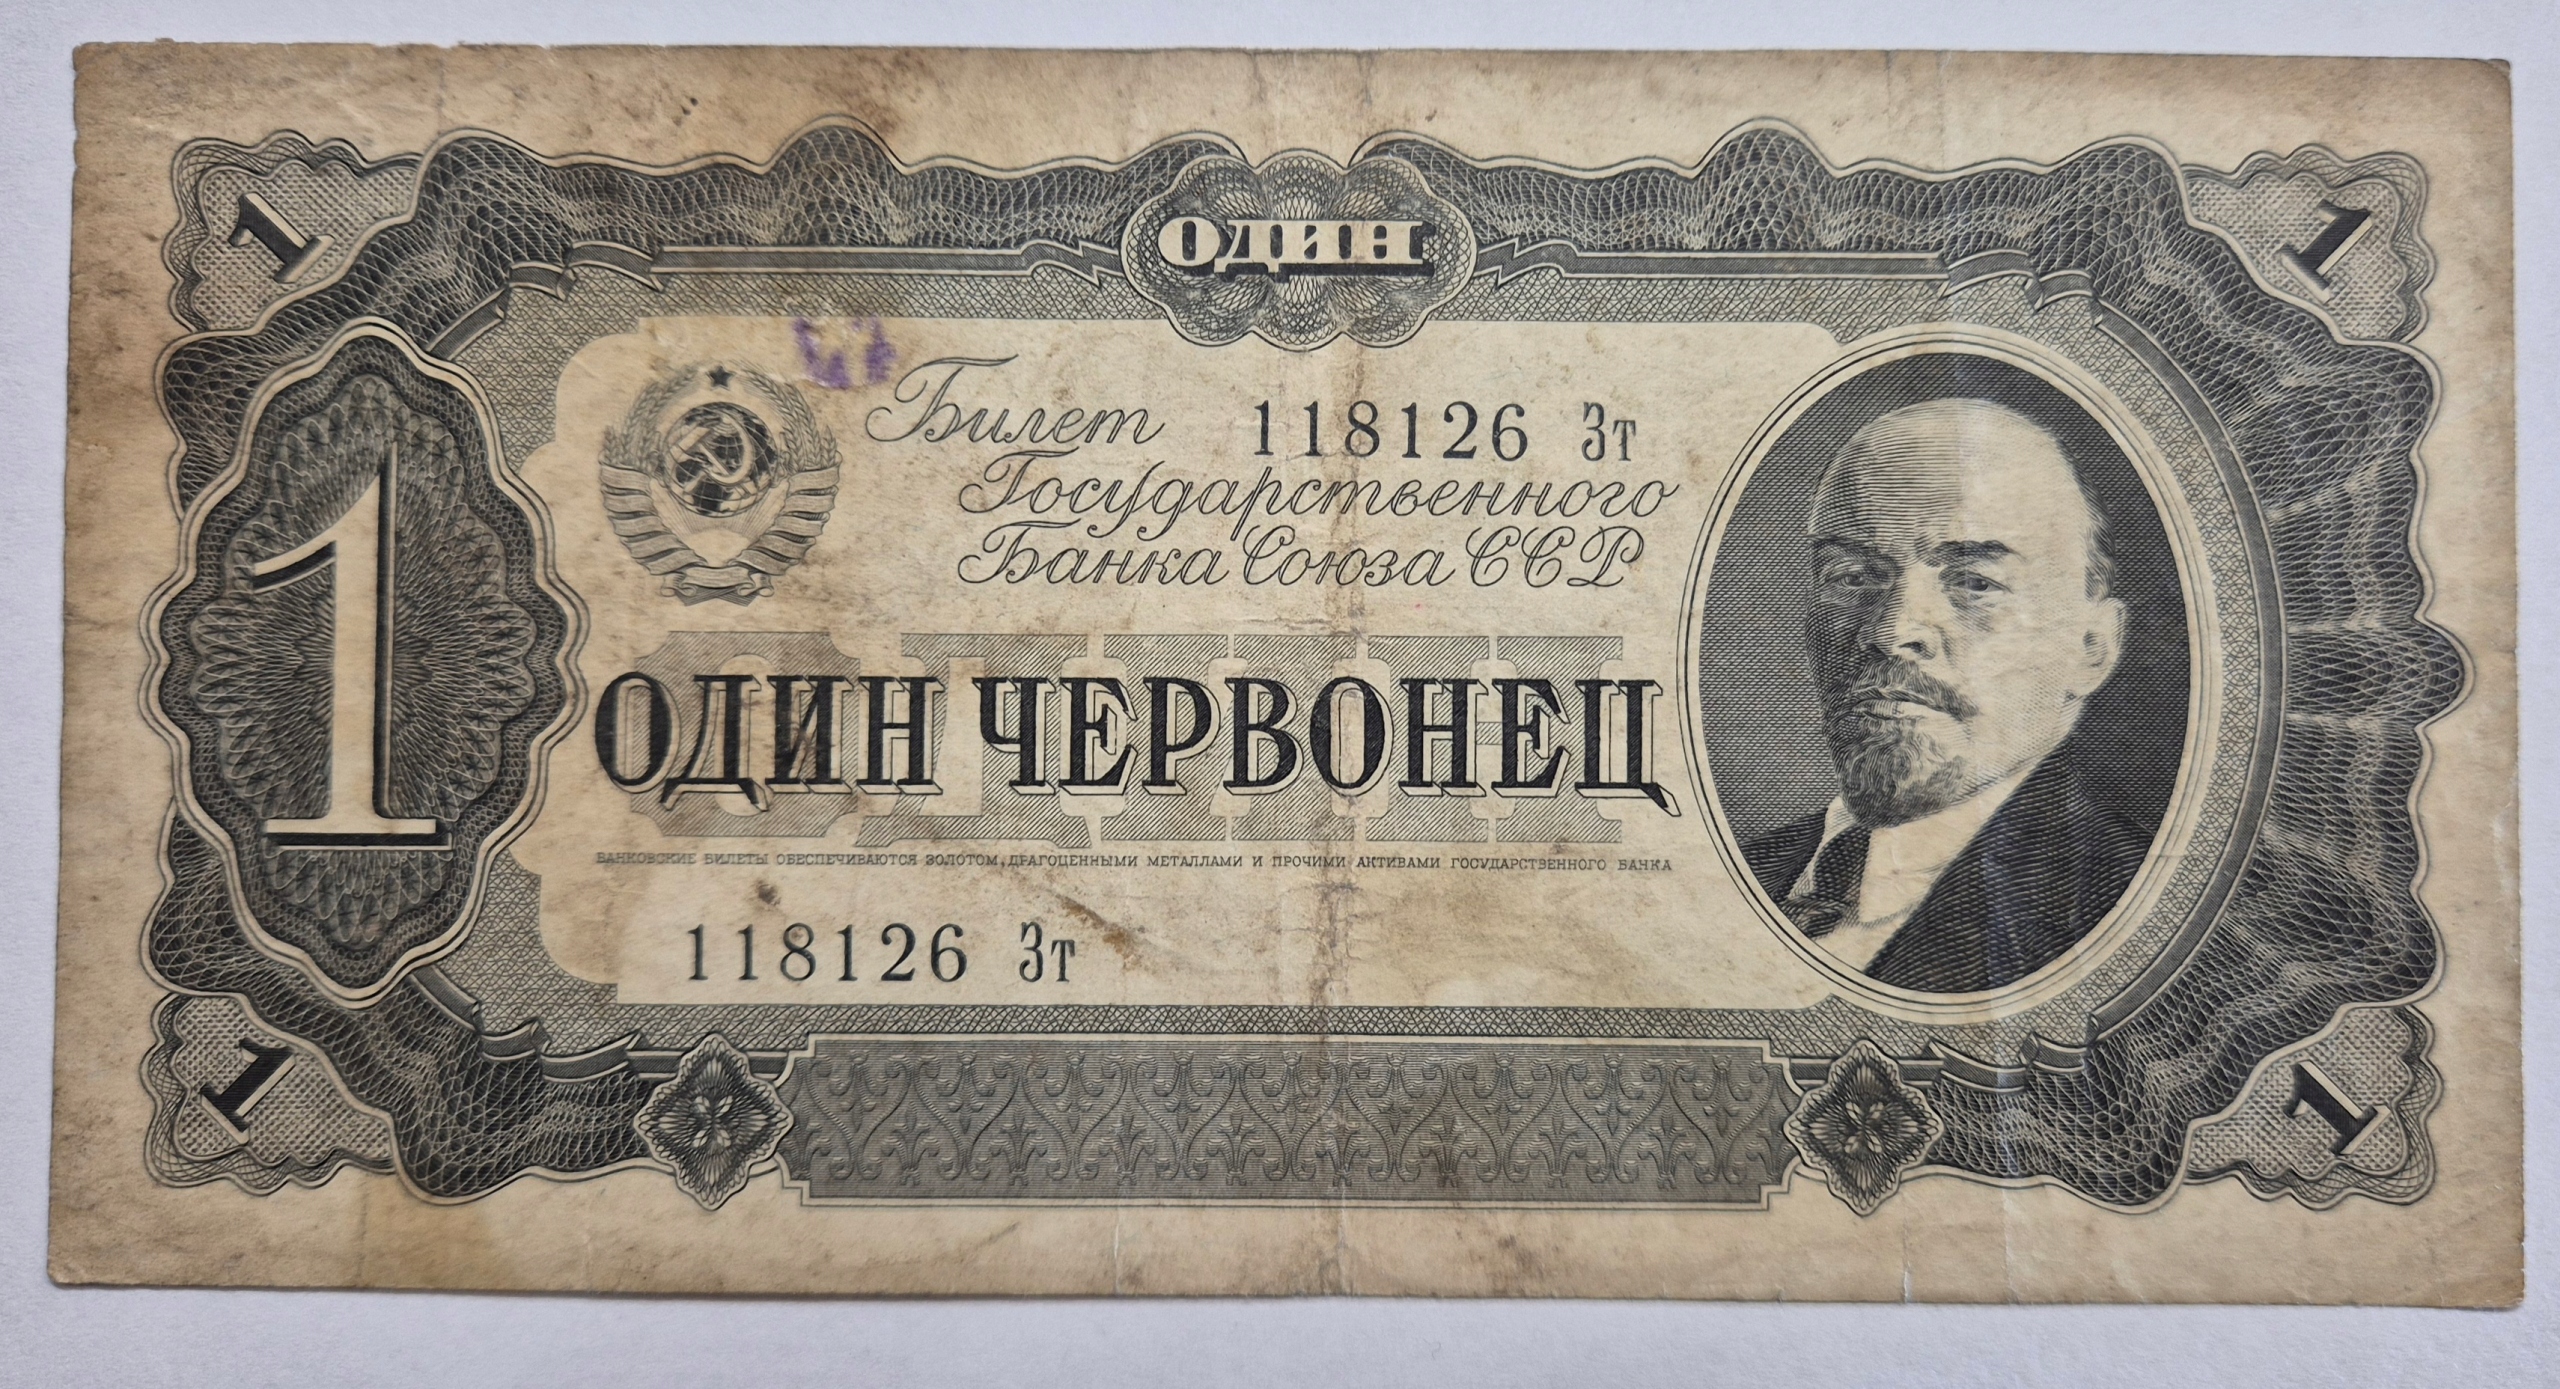 1
ОДИН
1
Билет 118126 Зт
Государственного
Банка Союза ССР
1
ОДИН
ОДИН ЧЕРВОНЕЦ
БАНКОВСКИЕ БИЛЕТЫ ОБЕСПЕЧИВАЮТСЯ ЗОЛОТОМ, ДРАГОЦЕННЫМИ МЕТАЛЛАМИ И ПРОЧИМИ АКТИВАМИ ГОСУДАРСТВЕННОГО БАНКА
118126 Зт
1
1